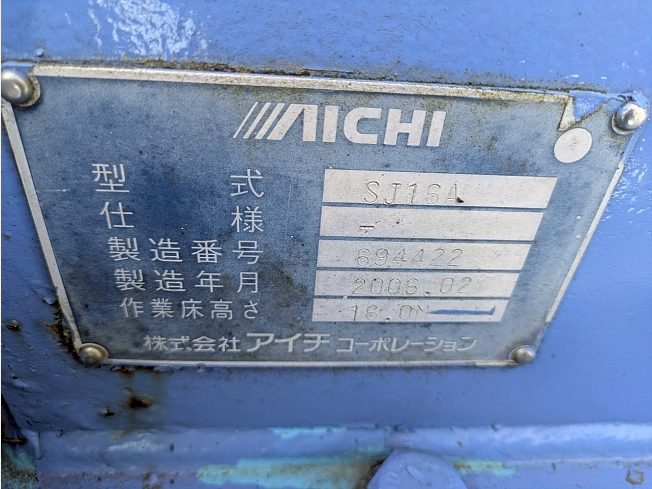 AICHI
型式 SJ16A
仕様 -
製造番号 694422
製造年月 2006.02
作業床高さ 16.0M
株式会社 アイチ コーポレーション